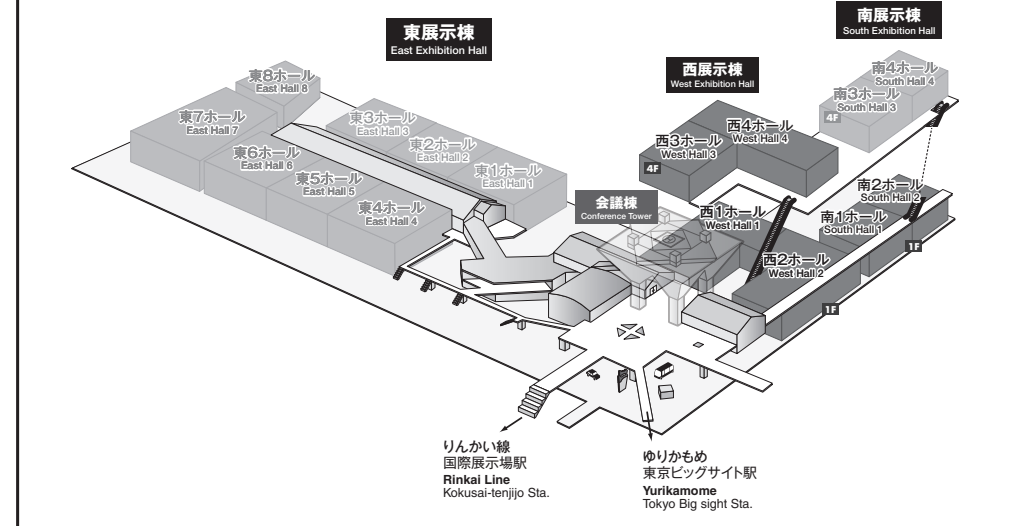 東展示棟
East Exhibition Hall
南展示棟
South Exhibition Hall
西展示棟
West Exhibition Hall
東8ホール
East Hall 8
東7ホール
East Hall 7
東6ホール
East Hall 6
東5ホール
East Hall 5
東4ホール
East Hall 4
東3ホール
East Hall 3
東2ホール
East Hall 2
東1ホール
East Hall 1
南4ホール
South Hall 4
南3ホール
South Hall 3
4F
西4ホール
West Hall 4
西3ホール
West Hall 3
4F
会議棟
Conference Tower
西1ホール
West Hall 1
西2ホール
West Hall 2
南2ホール
South Hall 2
南1ホール
South Hall 1
1F
1F
りんかい線
国際展示場駅
Rinkai Line
Kokusai-tenjijo Sta.
ゆりかもめ
東京ビッグサイト駅
Yurikamome
Tokyo Big sight Sta.